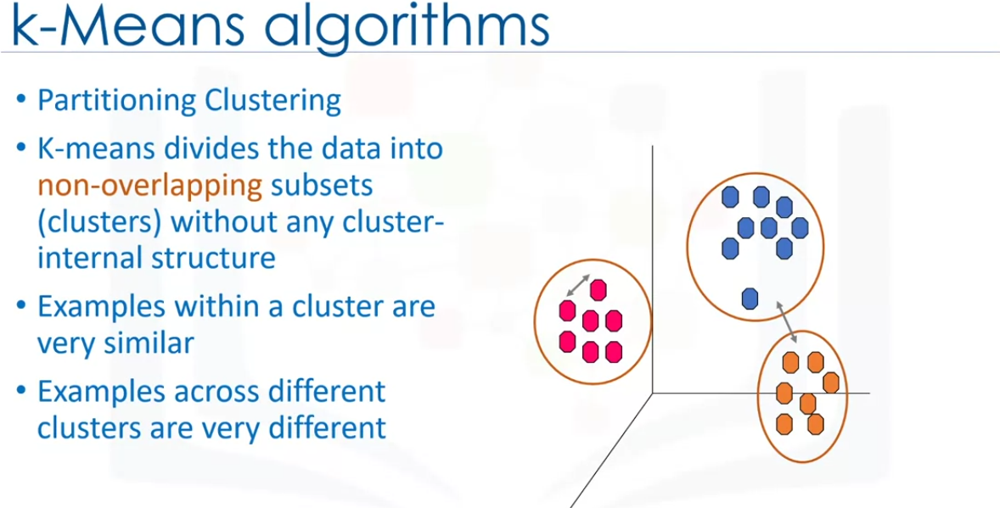 k-Means algorithms
• Partitioning Clustering
• K-means divides the data into
non-overlapping subsets
(clusters) without any cluster-
internal structure
• Examples within a cluster are
very similar
• Examples across different
clusters are very different